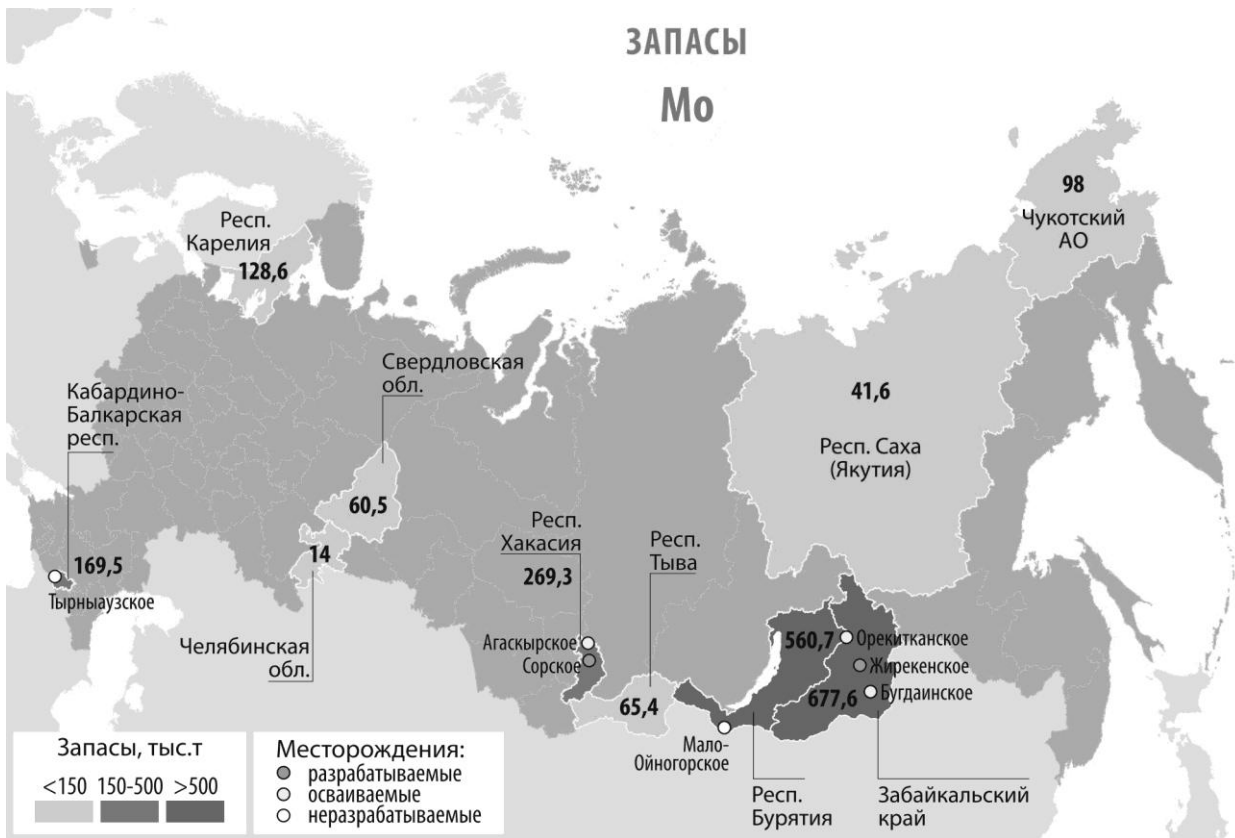 ЗАПАСЫ
Mo
98
Чукотский
АО
Респ.
Карелия
128,6
Свердловская
обл.
Кабардино-
Балкарская
респ.
41,6
Респ. Саха
(Якутия)
60,5
Респ.
Хакасия
269,3
Респ.
Тыва
14
169,5
Тырныаузское
Челябинская
обл.
Агаскырское
Сорское
560,7
Орекитканское
Жирекенское
677,6
Бугдаинское
65,4
Мало-
Ойногорское
Респ.
Бурятия
Забайкальский
край
Запасы, тыс.т
<150 150-500 >500
Месторождения:
разрабатываемые
осваиваемые
неразрабатываемые